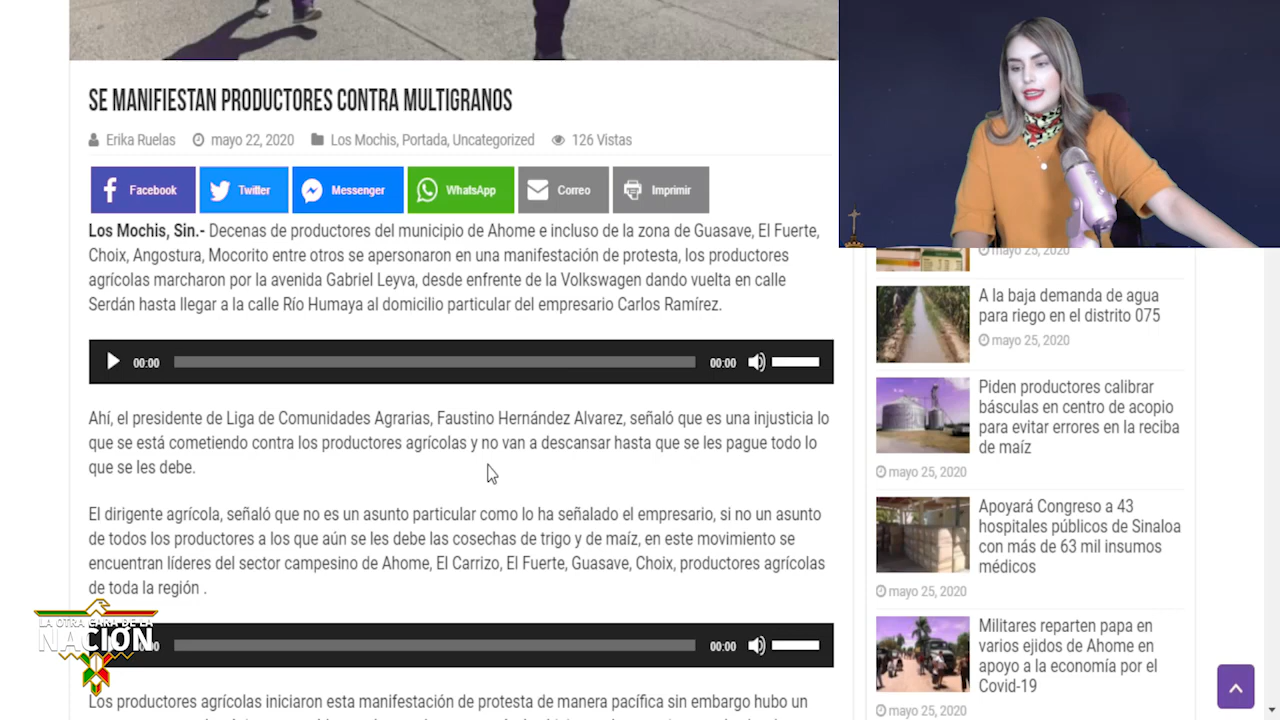 SE MANIFIESTAN PRODUCTORES CONTRA MULTIGRANOS
Erika Ruelas mayo 22, 2020 Los Mochis, Portada, Uncategorized 126 Vistas
Facebook Twitter Messenger WhatsApp Correo Imprimir
Los Mochis, Sin.- Decenas de productores del municipio de Ahome e incluso de la zona de Guasave, El Fuerte,
Choix, Angostura, Mocorito entre otros se apersonaron en una manifestación de protesta, los productores
agrícolas marcharon por la avenida Gabriel Leyva, desde enfrente de la Volkswagen dando vuelta en calle
Serdán hasta llegar a la calle Río Humaya al domicilio particular del empresario Carlos Ramírez.
00:00 00:00
Ahí, el presidente de Liga de Comunidades Agrarias, Faustino Hernández Alvarez, señaló que es una injusticia lo
que se está cometiendo contra los productores agrícolas y no van a descansar hasta que se les pague todo lo
que se les debe.
El dirigente agrícola, señaló que no es un asunto particular como lo ha señalado el empresario, si no un asunto
de todos los productores a los que aún se les debe las cosechas de trigo y de maíz, en este movimiento se
encuentran líderes del sector campesino de Ahome, El Carrizo, El Fuerte, Guasave, Choix, productores agrícolas
de toda la región .
00:00
Los productores agrícolas iniciaron esta manifestación de protesta de manera pacífica sin embargo hubo un
mayo 25, 2020
A la baja demanda de agua
para riego en el distrito 075
mayo 25, 2020
Piden productores calibrar
básculas en centro de acopio
para evitar errores en la reciba
de maíz
mayo 25, 2020
Apoyará Congreso a 43
hospitales públicos de Sinaloa
con más de 63 mil insumos
médicos
mayo 25, 2020
Militares reparten papa en
varios ejidos de Ahome en
apoyo a la economía por el
Covid-19
mayo 25, 2020
LA OTRA CARA DE LA
NACIÓN